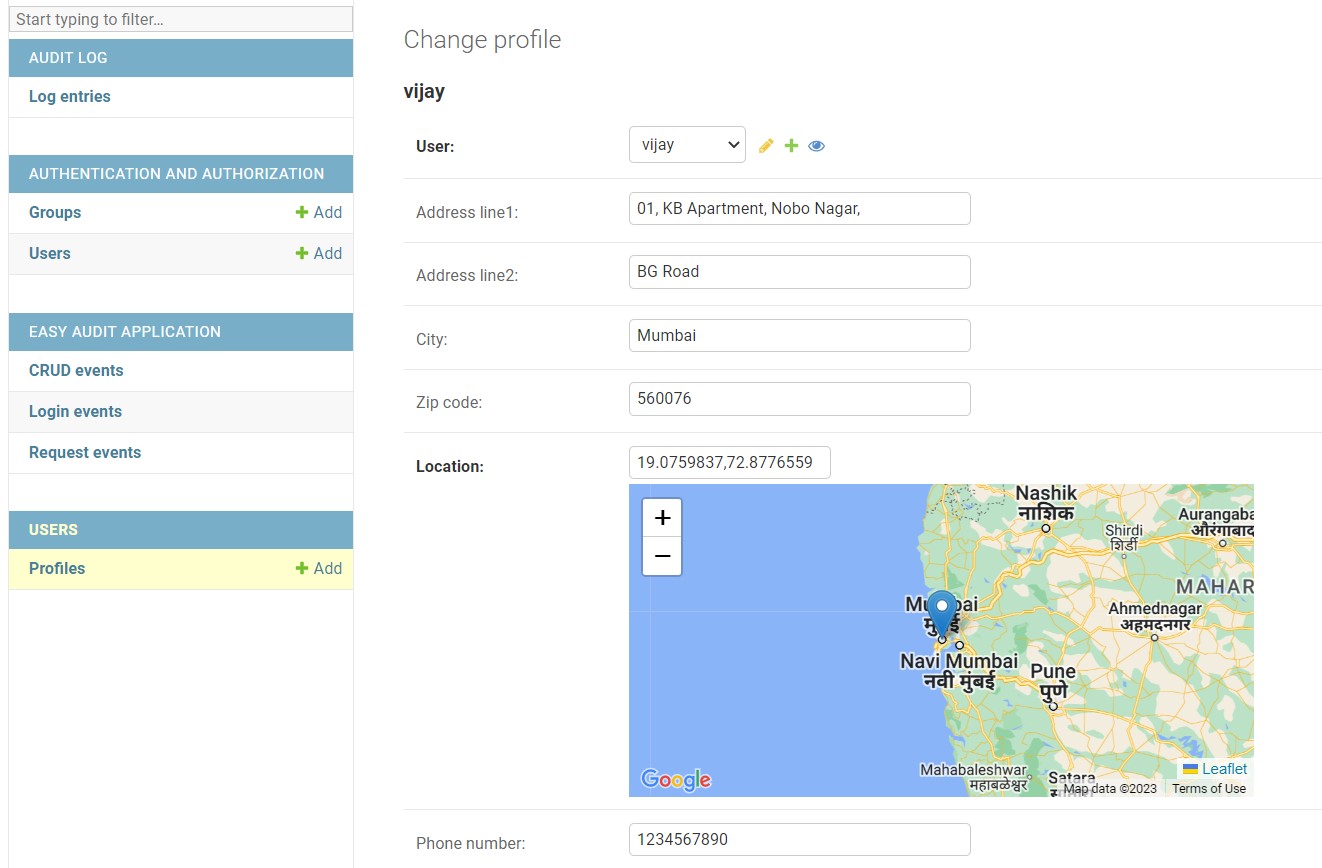 Start typing to filter...
AUDIT LOG
Log entries
AUTHENTICATION AND AUTHORIZATION
Groups
Add
Users
Add
EASY AUDIT APPLICATION
CRUD events
Login events
Request events
USERS
Profiles
Add
Change profile
vijay
User:
vijay
Address line1:
01, KB Apartment, Nobo Nagar,
Address line2:
BG Road
City:
Mumbai
Zip code:
560076
Location:
19.0759837,72.8776559
+
−
Nashik
नाशिक
Aurangaba
औरंगाबाद
Shirdi
शिर्डी
MAHAR
Ahmednagar
अहमदनगर
Mumbai
मुंबई
Navi Mumbai
नवी मुंबई
Pune
पुणे
Mahabaleshwar
महाबळेश्वर
Satara
Google
Leaflet
Map data ©2023
Terms of Use
Phone number:
1234567890